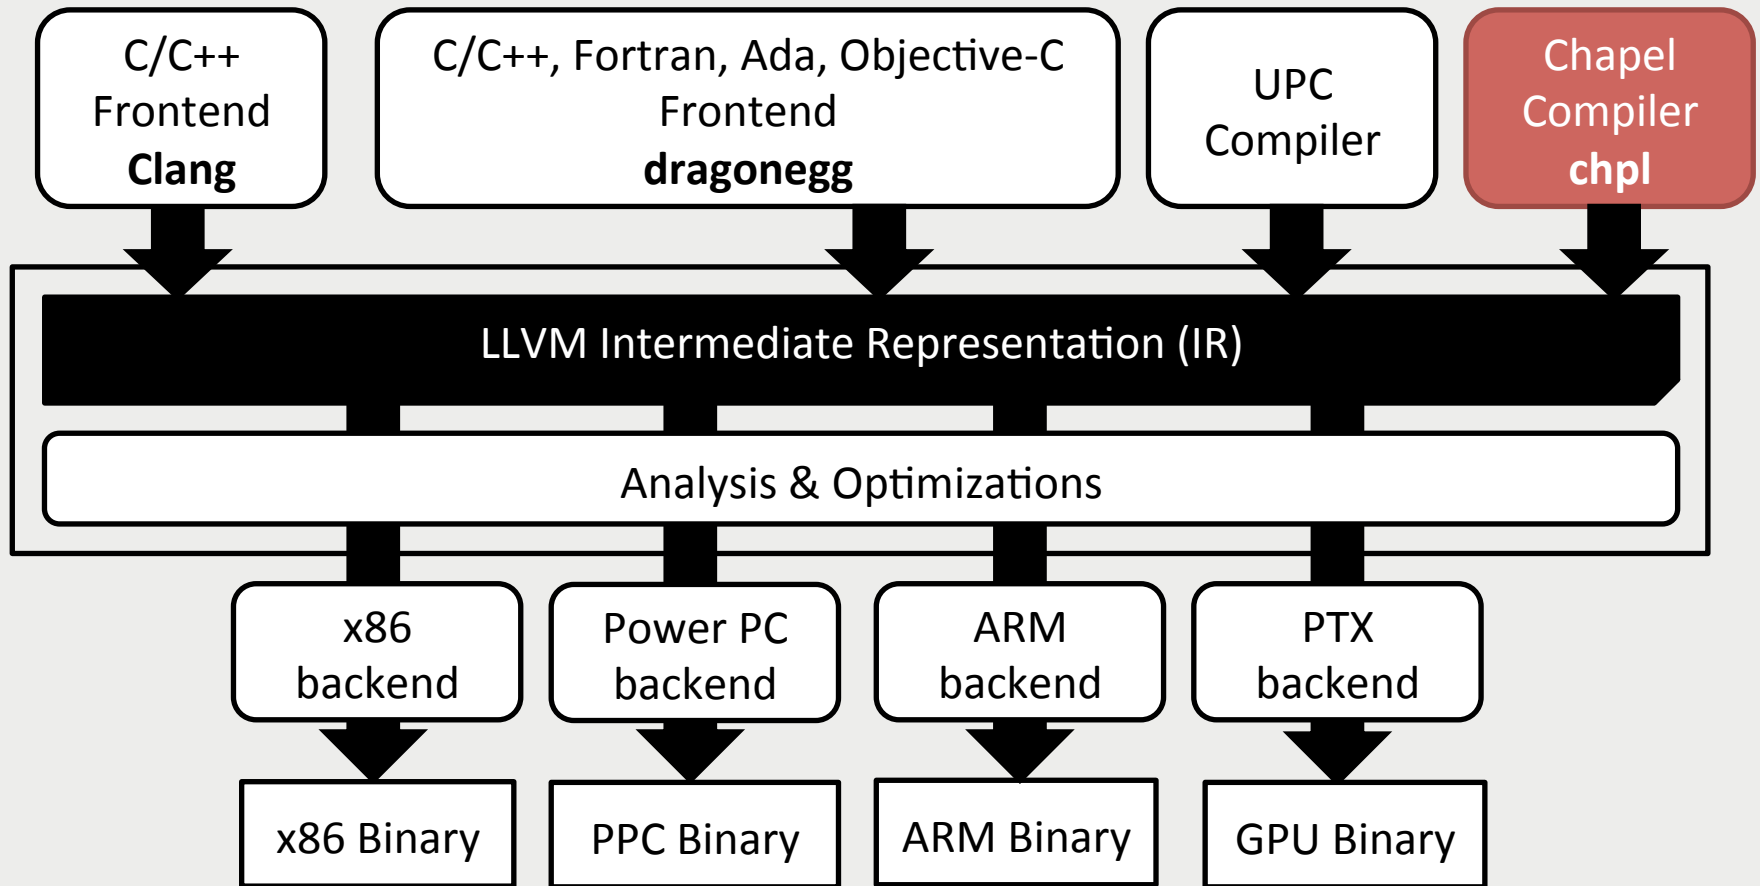 C/C++
Frontend
Clang
C/C++, Fortran, Ada, Objective-C
Frontend
dragonegg
UPC
Compiler
Chapel
Compiler
chpl
LLVM Intermediate Representation (IR)
Analysis & Optimizations
x86
backend
Power PC
backend
ARM
backend
PTX
backend
x86 Binary
PPC Binary
ARM Binary
GPU Binary